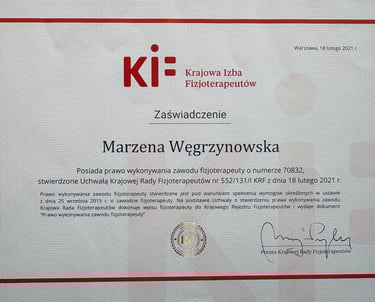 Warszawa, 18 lutego 2021 r.
KiF
Krajowa Izba
Fizjoterapeutów
Zaświadczenie
Marzena Węgrzynowska
Posiada prawo wykonywania zawodu fizjoterapeuty o numerze 70832,
stwierdzone Uchwałą Krajowej Rady Fizjoterapeutów nr 552/131/I KRF z dnia 18 lutego 2021 r.
Prawo wykonywania zawodu fizjoterapeuty stwierdzane jest pod warunkiem spełnienia wymogów określonych w ustawie
z dnia 25 września 2015 r. o zawodzie fizjoterapeuty. Na podstawie Uchwały o stwierdzeniu prawa wykonywania zawodu
Krajowa Rada Fizjoterapeutów dokonuje wpisu fizjoterapeuty do Krajowego Rejestru Fizjoterapeutów i wydaje dokument
"Prawo wykonywania zawodu fizjoterapeuty".
Prezes Krajowej Rady Fizjoterapeutów